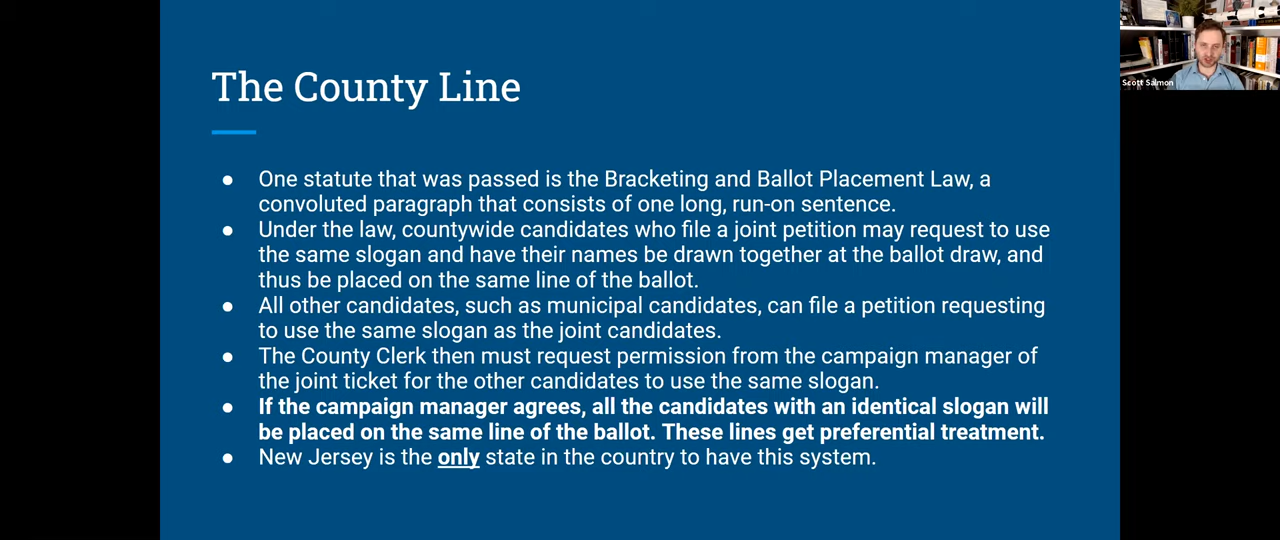 The County Line
● One statute that was passed is the Bracketing and Ballot Placement Law, a
convoluted paragraph that consists of one long, run-on sentence.
● Under the law, countywide candidates who file a joint petition may request to use
the same slogan and have their names be drawn together at the ballot draw, and
thus be placed on the same line of the ballot.
● All other candidates, such as municipal candidates, can file a petition requesting
to use the same slogan as the joint candidates.
● The County Clerk then must request permission from the campaign manager of
the joint ticket for the other candidates to use the same slogan.
● If the campaign manager agrees, all the candidates with an identical slogan will
be placed on the same line of the ballot. These lines get preferential treatment.
● New Jersey is the only state in the country to have this system.
Scott Salmon